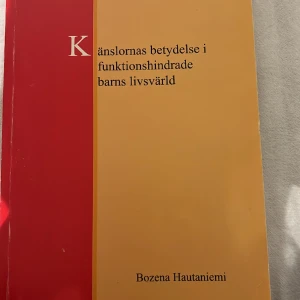 Känslornas betydelse i
funktionshindrade
barns livsvärld
Bozena Hautaniemi